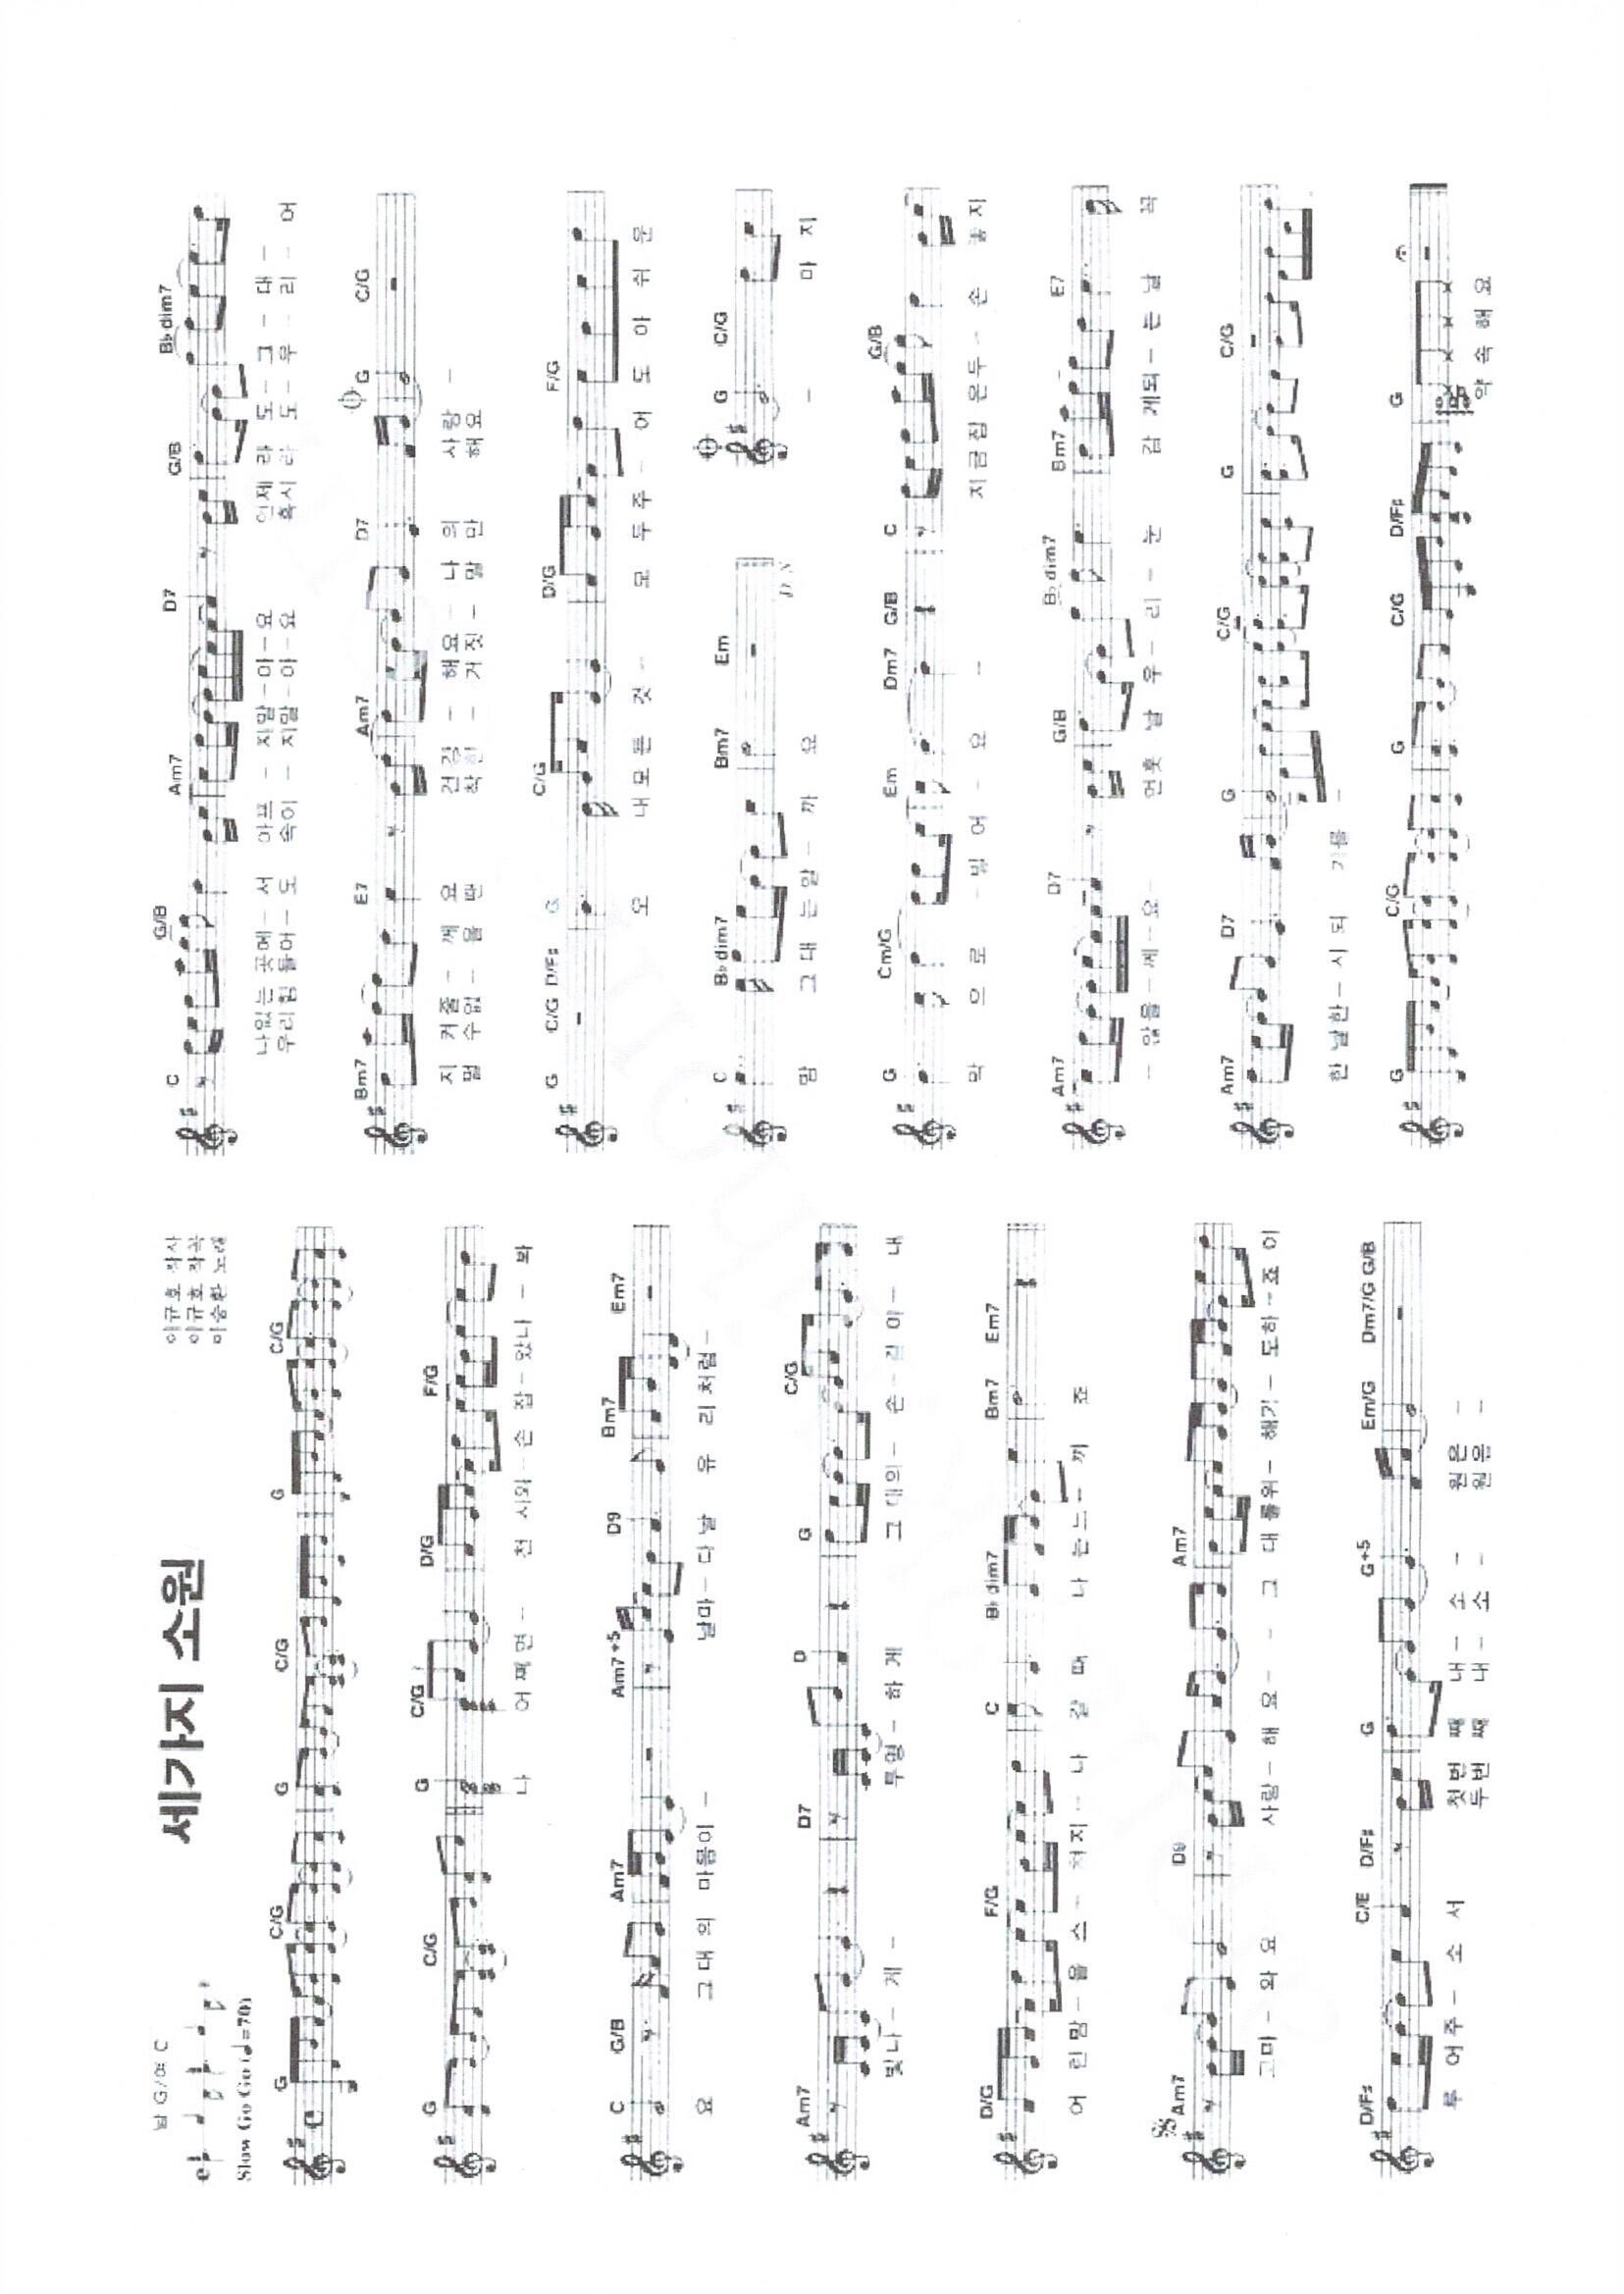 남 G/여 C
세가지 소원
이규호 작사
이규호 작곡
이승환 노래
Slow Go Go (♩=70)
G C/G G C/G G C/G
G C/G G C/G D/G F/G
나 어쩌면 - 천 사와 - 손 잡 - 았나 - 봐
C G/B Am7 Am7+5 D9 Bm7 Em7
요 그대의 마음이 - 날마 - 다날 유 리처럼 -
Am7 D7 D G C/G
빛나 - 게 - 투명 - 하게 그대의 - 손 - 길이 - 내
D/G F/G C B♭dim7 Bm7 Em7
어 린맘 - 을 스 - 쳐지 - 나 갈 때 나 는느 - 끼 죠
Am7 D9 Am7
고마 - 와요 사랑 - 해 요 - - 그 대 를위 - 해기 - 도하 - 죠 이
D/F# C/E D/F# G G+5 Em/G Dm7/G G/B
루 어주 - 소 서 첫번 째 내 - 소 - 원은 -
두번 째 내 - 소 - 원은 -
C G/B Am7 D7 G/B B♭dim7
나없는 곳에 - 서 아프 - 지말 - 아 - 요 언제 라 도 - 그 - 대 -
우리힘 들어 - 도 속이 - 지말 - 아 - 요 혹시 라 도 - 우 - 리 - 어
Bm7 E7 Am7 D7 G C/G
지 켜줄 - 께 요 건강 - 해요 - 나 의 사랑 -
멀 수없 - 을 땐 착한 - 거짓 - 말 만 해요
G C/G D/F# G C/G D/G F/G
오 내모든 것 - 모 두주 - 어 도 아 쉬 운
C B♭dim7 Bm7 Em G C/G
맘 그대 는알 - 까 요 - 마 지
D.S
G Cm/G Em Dm7 G/B C G/B
막 으 로 - 빌 어 - 요 - 지금잡 은두 - 손 놓지
Am7 D7 G/B B♭dim7 Bm7 E7
- 않을 - 께 - 요 - 먼훗 날 우 - 리 - 눈 감 게되 - 는 날 꼭
Am7 D7 G C/G G C/G
한 날한 - 시 되 기를 -
G C/G G C/G D/F# G
약 속 해 요